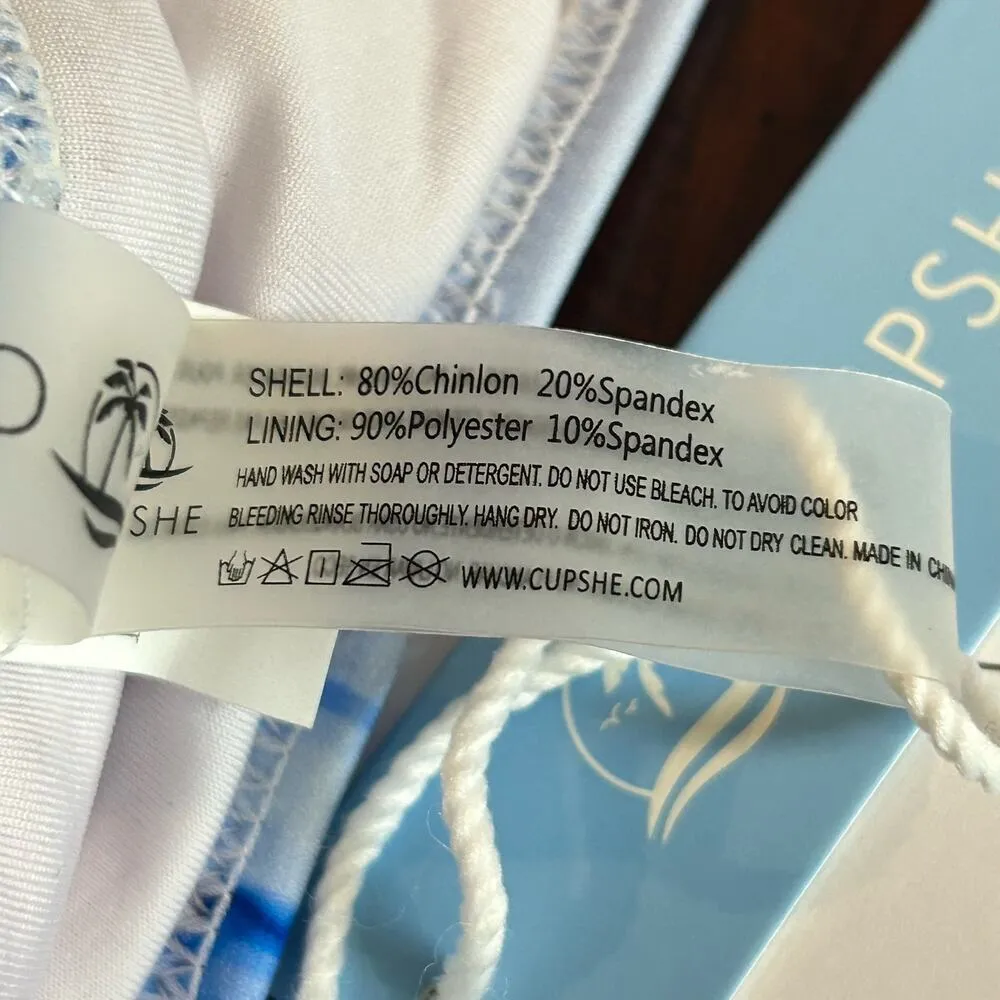 SHELL: 80%Chinlon 20%Spandex
LINING: 90%Polyester 10%Spandex
HAND WASH WITH SOAP OR DETERGENT. DO NOT USE BLEACH. TO AVOID COLOR
BLEEDING RINSE THOROUGHLY. HANG DRY. DO NOT IRON. DO NOT DRY CLEAN. MADE IN CHIN
WWW.CUPSHE.COM
SHE
PSH